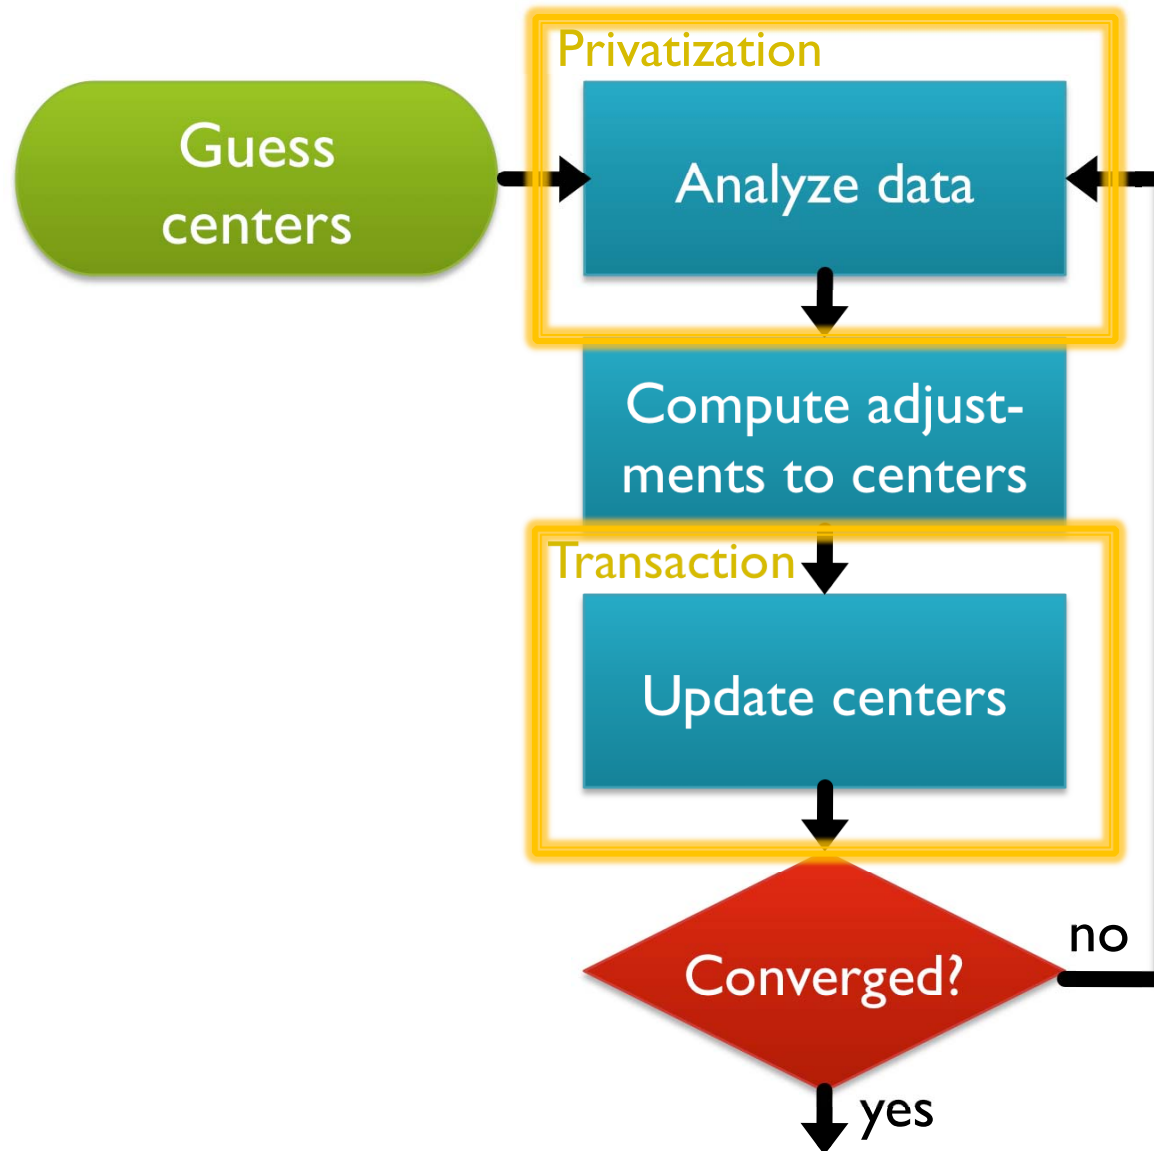 Privatization
Guess
centers
Analyze data
Compute adjust-
ments to centers
Transaction
Update centers
Converged?
no
yes